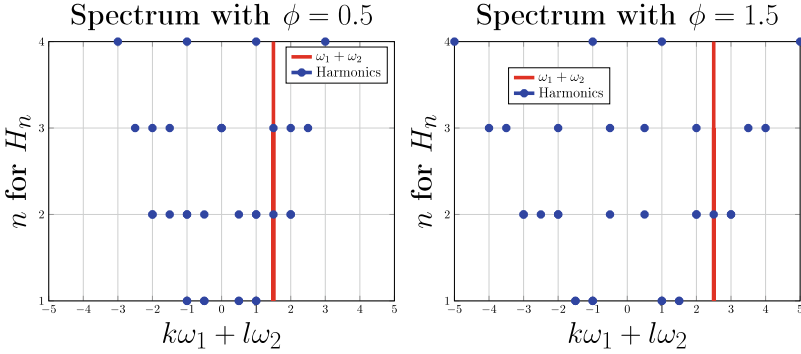 Spectrum with ϕ = 0.5
n for Hₙ
4
3
2
1
−5 −4 −3 −2 −1 0 1 2 3 4 5
kω₁ + lω₂
ω₁ + ω₂
Harmonics
Spectrum with ϕ = 1.5
n for Hₙ
4
3
2
1
−5 −4 −3 −2 −1 0 1 2 3 4 5
kω₁ + lω₂
ω₁ + ω₂
Harmonics